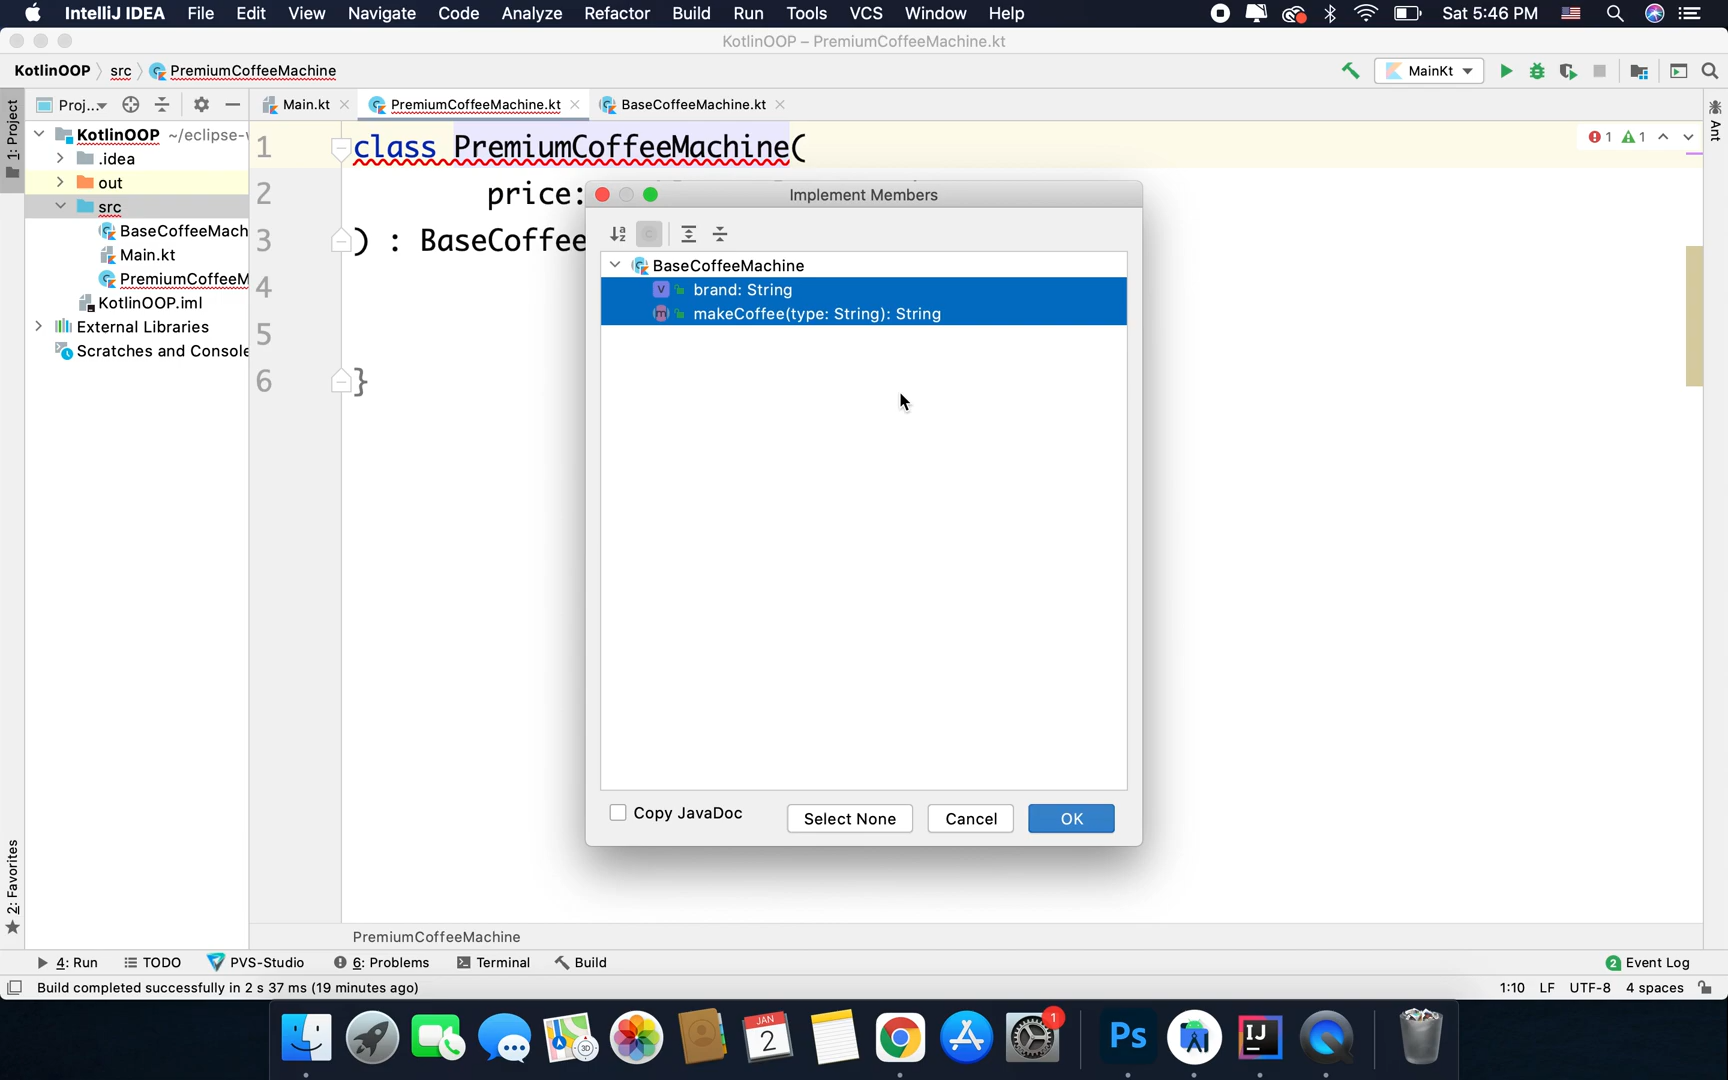 IntelliJ IDEA File Edit View Navigate Code Analyze Refactor Build Run Tools VCS Window Help Sat 5:46 PM
KotlinOOP – PremiumCoffeeMachine.kt
KotlinOOP src PremiumCoffeeMachine MainKt
Proj... Main.kt PremiumCoffeeMachine.kt BaseCoffeeMachine.kt
1: Project
Ant
KotlinOOP ~/eclipse-
.idea
out
src
BaseCoffeeMach
Main.kt
PremiumCoffeeM
KotlinOOP.iml
External Libraries
Scratches and Console
2: Favorites
1 class PremiumCoffeeMachine(
1 1
2 price:
3 ) : BaseCoffee
4
5
6 }
Implement Members
BaseCoffeeMachine
v brand: String
m makeCoffee(type: String): String
Copy JavaDoc Select None Cancel OK
PremiumCoffeeMachine
4: Run TODO PVS-Studio 6: Problems Terminal Build 2 Event Log
Build completed successfully in 2 s 37 ms (19 minutes ago) 1:10 LF UTF-8 4 spaces
3D
JAN
2
1
Ps
IJ